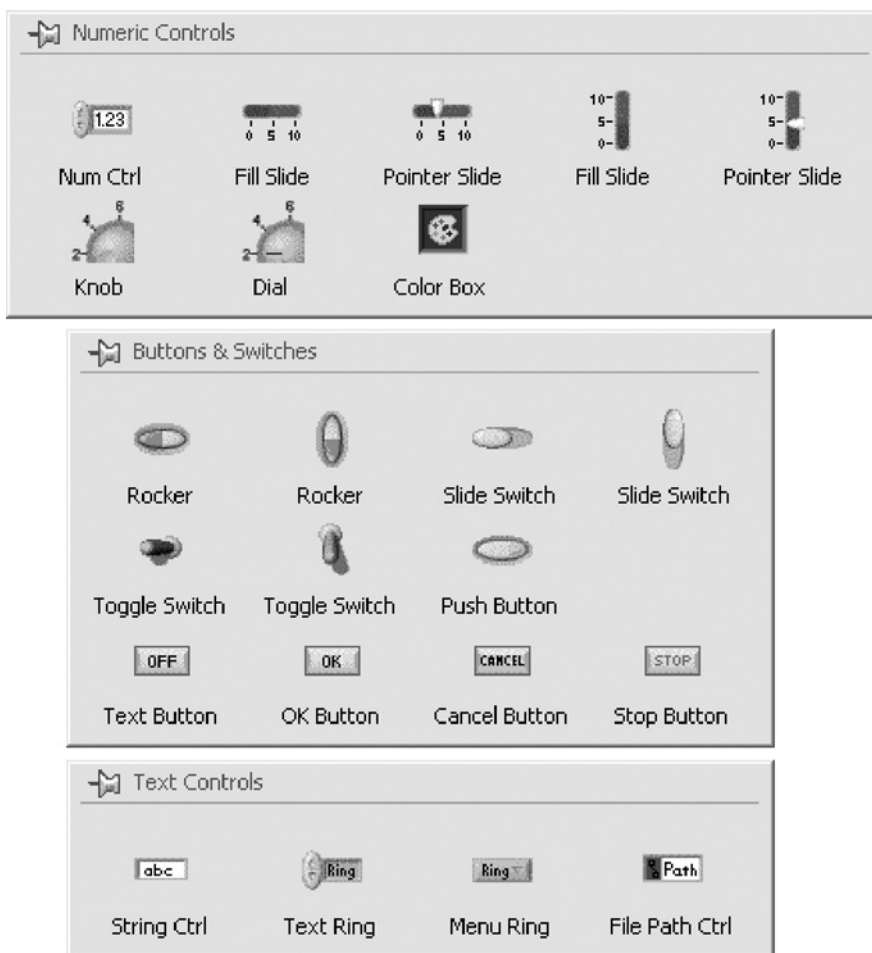 Numeric Controls
1.23
0 5 10
0 5 10
10-
5-
0-
10-
5-
0-
Num Ctrl Fill Slide Pointer Slide Fill Slide Pointer Slide
2 4 6
2 4 6
Knob Dial Color Box
Buttons & Switches
Rocker Rocker Slide Switch Slide Switch
Toggle Switch Toggle Switch Push Button
OFF OK CANCEL STOP
Text Button OK Button Cancel Button Stop Button
Text Controls
abc Ring Ring Path
String Ctrl Text Ring Menu Ring File Path Ctrl